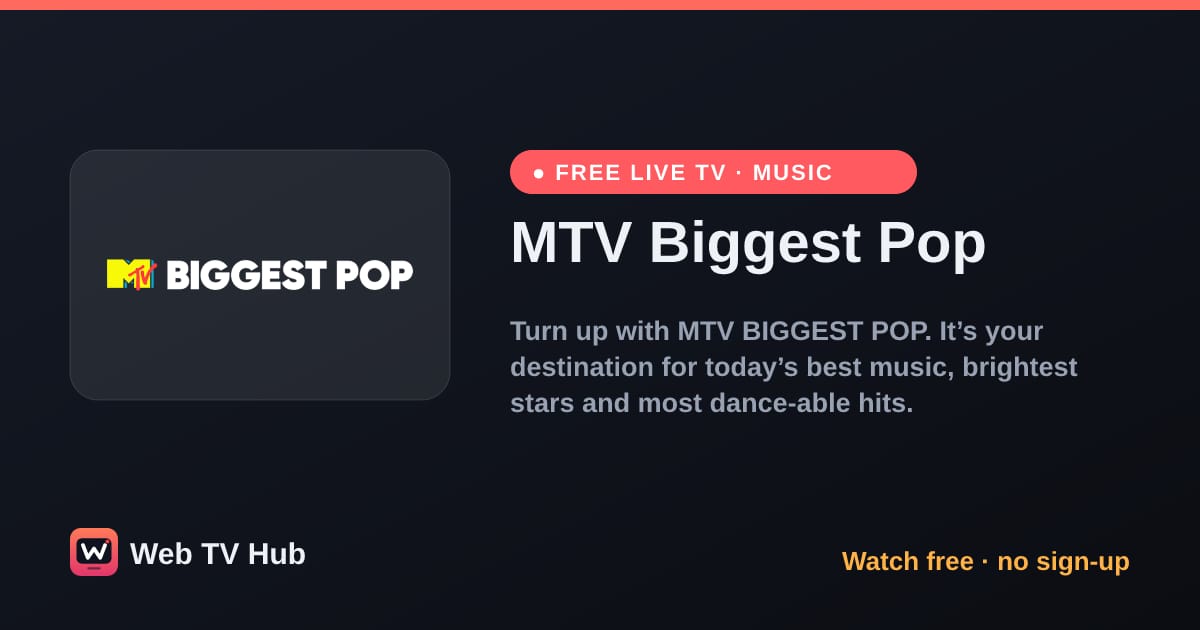 MTV BIGGEST POP
● FREE LIVE TV · MUSIC
MTV Biggest Pop
Turn up with MTV BIGGEST POP. It’s your
destination for today’s best music, brightest
stars and most dance-able hits.
W Web TV Hub
Watch free · no sign-up